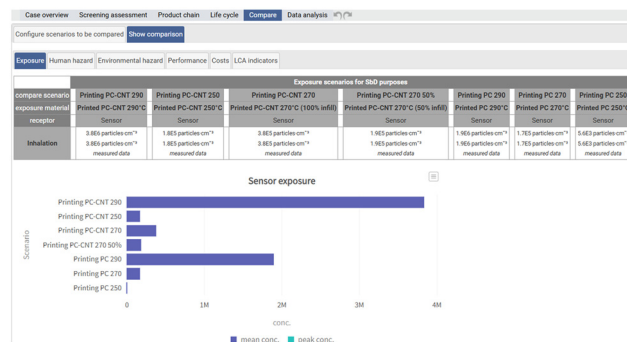 Case overview Screening assessment Product chain Life cycle Compare Data analysis
Configure scenarios to be compared Show comparison
Exposure Human hazard Environmental hazard Performance Costs LCA indicators
Exposure scenarios for SbD purposes
compare scenario Printing PC-CNT 290 Printing PC-CNT 250 Printing PC-CNT 270 Printing PC-CNT 270 50% Printing PC 290 Printing PC 270 Printing PC 250
exposure material Printed PC-CNT 290°C Printed PC-CNT 250°C Printed PC-CNT 270°C (100% infill) Printed PC-CNT 270°C (50% infill) Printed PC 290°C Printed PC 270°C Printed PC 250°C
receptor Sensor Sensor Sensor Sensor Sensor Sensor Sensor
Inhalation
3.8E6 particles·cm⁻³ 1.8E5 particles·cm⁻³ 3.8E5 particles·cm⁻³ 1.9E5 particles·cm⁻³ 1.9E6 particles·cm⁻³ 1.7E5 particles·cm⁻³ 5.6E3 particles·cm⁻
3.8E6 particles·cm⁻³ 1.8E5 particles·cm⁻³ 3.8E5 particles·cm⁻³ 1.9E5 particles·cm⁻³ 1.9E6 particles·cm⁻³ 1.7E5 particles·cm⁻³ 5.6E3 particles·cm⁻
measured data measured data measured data measured data measured data measured data measured data
Sensor exposure
Scenario
Printing PC-CNT 290
Printing PC-CNT 250
Printing PC-CNT 270
Printing PC-CNT 270 50%
Printing PC 290
Printing PC 270
Printing PC 250
0 1M 2M 3M 4M
conc.
mean conc. peak conc.